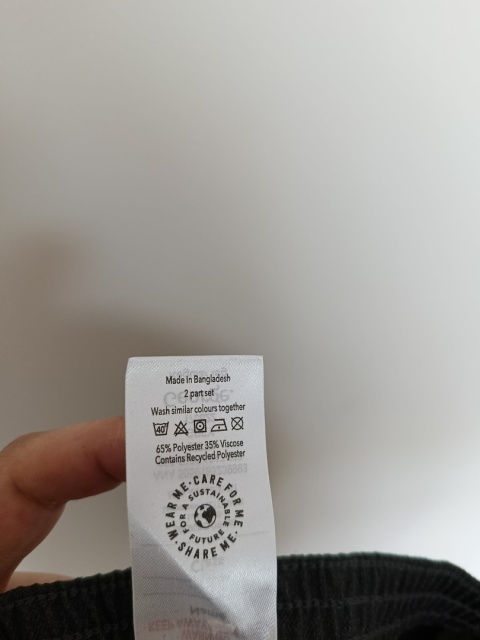 Made in Bangladesh
2 part set
Wash similar colours together
40
65% Polyester 35% Viscose
Contains Recycled Polyester
WEAR ME · CARE FOR ME · SHARE ME ·
FOR A SUSTAINABLE FUTURE